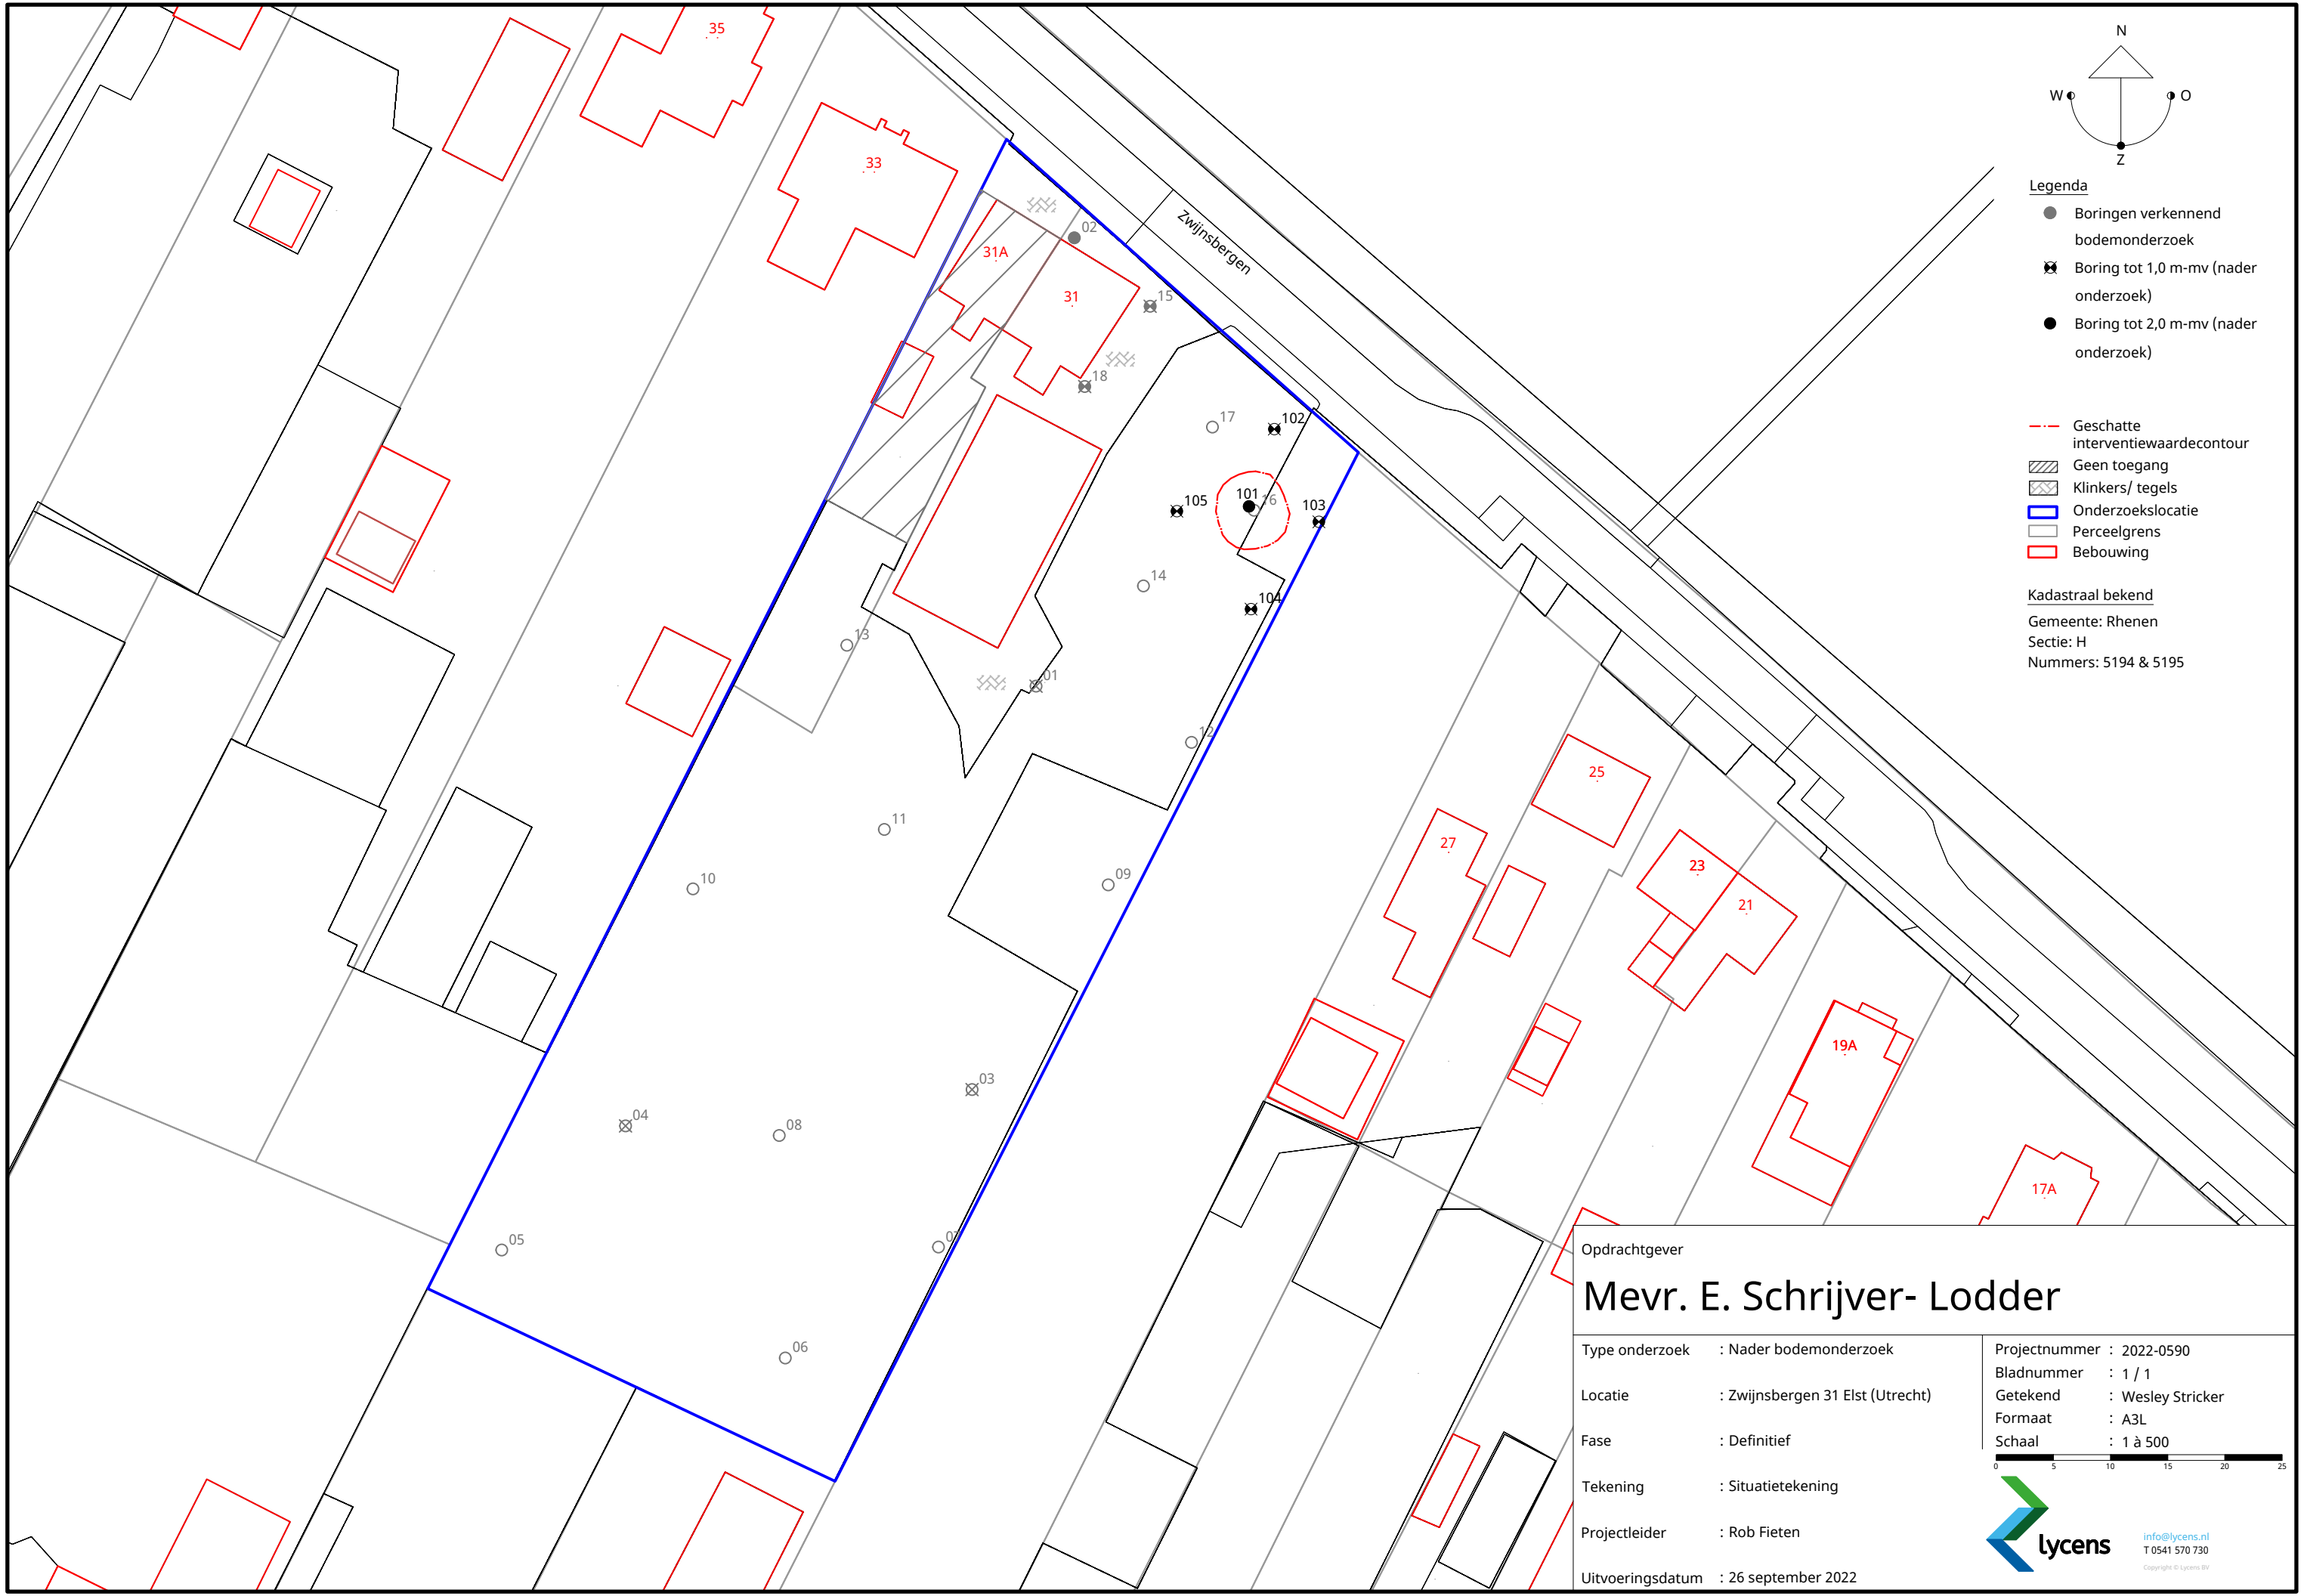 35
33
31A
31
02
15
18
17
102
101
16
103
105
14
104
13
01
12
11
10
09
03
04
08
05
07
06
Zwijnsbergen
25
27
23
21
19A
17A
N
W
O
Z
Legenda
Boringen verkennend
bodemonderzoek
Boring tot 1,0 m-mv (nader
onderzoek)
Boring tot 2,0 m-mv (nader
onderzoek)
Geschatte
interventiewaardecontour
Geen toegang
Klinkers/ tegels
Onderzoekslocatie
Perceelgrens
Bebouwing
Kadastraal bekend
Gemeente: Rhenen
Sectie: H
Nummers: 5194 & 5195
Opdrachtgever
Mevr. E. Schrijver- Lodder
Type onderzoek : Nader bodemonderzoek
Locatie : Zwijnsbergen 31 Elst (Utrecht)
Fase : Definitief
Tekening : Situatietekening
Projectleider : Rob Fieten
Uitvoeringsdatum : 26 september 2022
Projectnummer : 2022-0590
Bladnummer : 1 / 1
Getekend : Wesley Stricker
Formaat : A3L
Schaal : 1 à 500
0 5 10 15 20 25
lycens
info@lycens.nl
T 0541 570 730
Copyright © Lycens BV